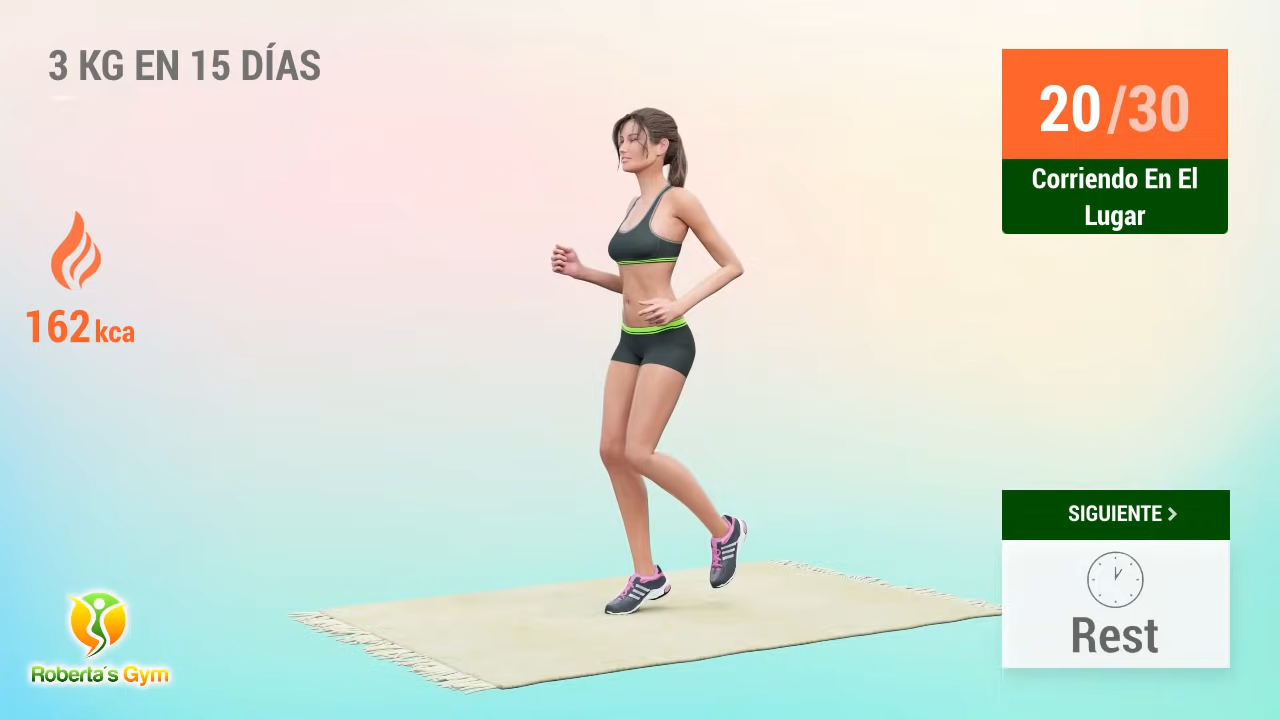 3 KG EN 15 DÍAS
20/30
Corriendo En El
Lugar
162 kca
SIGUIENTE >
Rest
Roberta´s Gym